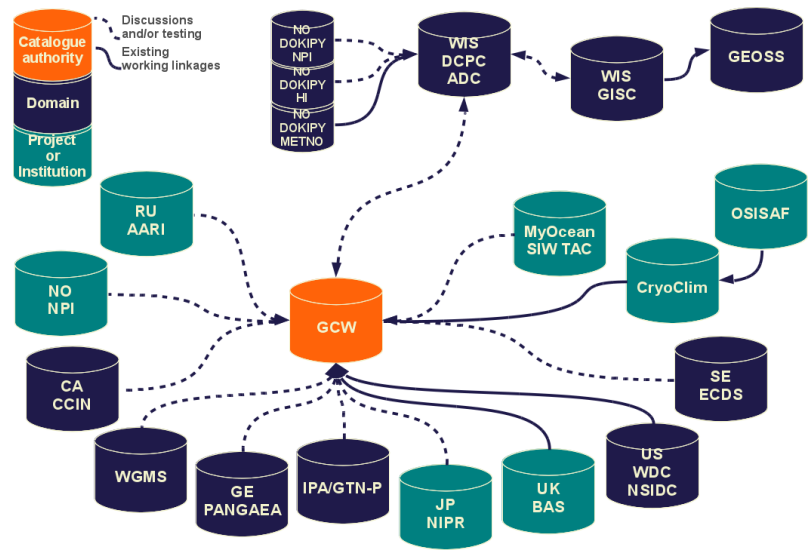 Catalogue
authority
Domain
Project
or
Institution
Discussions
and/or testing
Existing
working linkages
NO
DOKIPY
NPI
NO
DOKIPY
HI
NO
DOKIPY
METNO
WIS
DCPC
ADC
WIS
GISC
GEOSS
RU
AARI
MyOcean
SIW TAC
OSISAF
NO
NPI
GCW
CryoClim
CA
CCIN
SE
ECDS
WGMS
GE
PANGAEA
IPA/GTN-P
JP
NIPR
UK
BAS
US
WDC
NSIDC